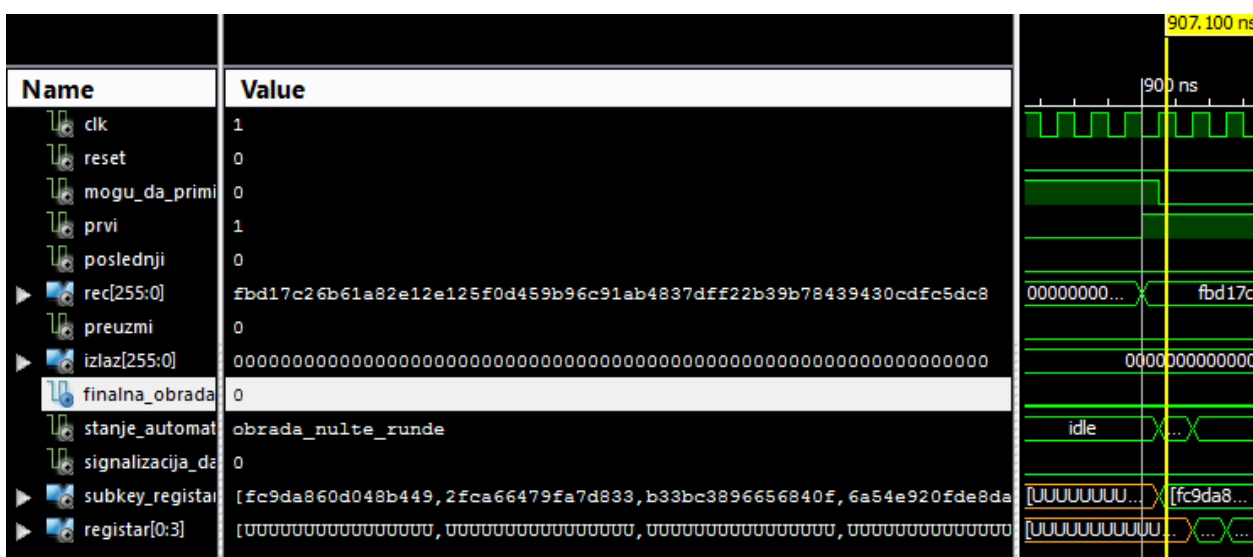 907.100 ns
Name Value 900 ns
clk 1
reset 0
mogu_da_primi 0
prvi 1
poslednji 0
rec[255:0] fbd17c26b61a82e12e125f0d459b96c91ab4837dff22b39b78439430cdfc5dc8 00000000... fbd17c
preuzmi 0
izlaz[255:0] 0000000000000000000000000000000000000000000000000000000000000000 0000000000000
finalna_obrada 0
stanje_automat obrada_nulte_runde idle ...
signalizacija_da 0
subkey_registar [fc9da860d048b449,2fca66479fa7d833,b33bc3896656840f,6a54e920fde8da [UUUUUUU... [fc9da8...
registar[0:3] [UUUUUUUUUUUUUUUU,UUUUUUUUUUUUUUUU,UUUUUUUUUUUUUUUU,UUUUUUUUUUUUUU [UUUUUUUUUUU... ... ...